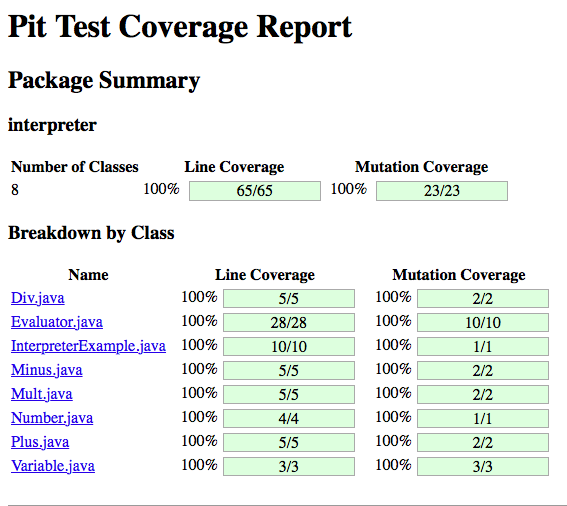 Pit Test Coverage Report
Package Summary
interpreter
Number of Classes Line Coverage Mutation Coverage
8 100% 65/65 100% 23/23
Breakdown by Class
Name Line Coverage Mutation Coverage
Div.java 100% 5/5 100% 2/2
Evaluator.java 100% 28/28 100% 10/10
InterpreterExample.java 100% 10/10 100% 1/1
Minus.java 100% 5/5 100% 2/2
Mult.java 100% 5/5 100% 2/2
Number.java 100% 4/4 100% 1/1
Plus.java 100% 5/5 100% 2/2
Variable.java 100% 3/3 100% 3/3